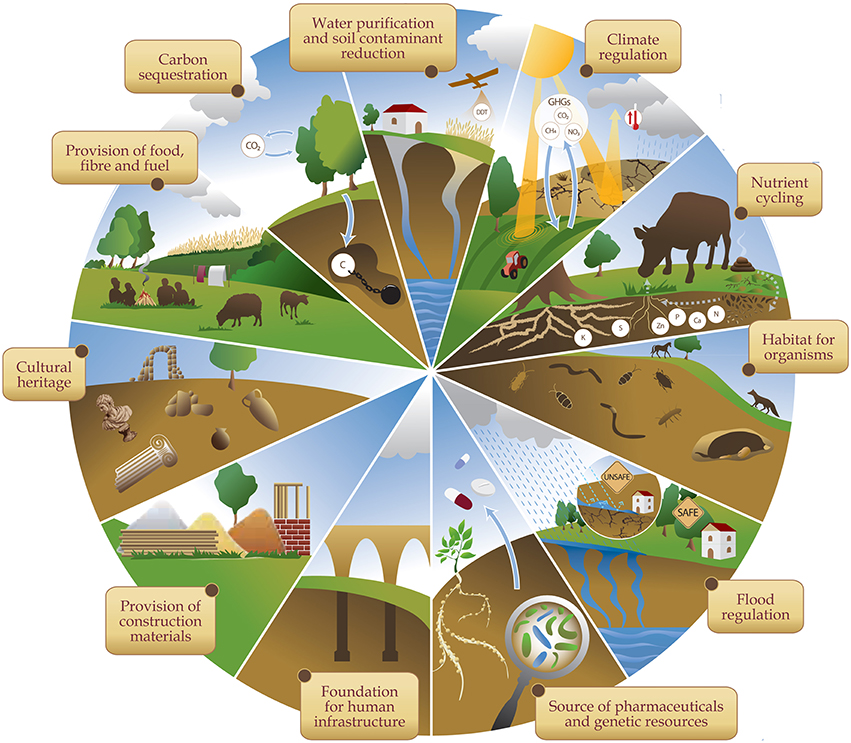 Water purification
and soil contaminant
reduction
Climate
regulation
Carbon
sequestration
Provision of food,
fibre and fuel
Nutrient
cycling
Habitat for
organisms
Cultural
heritage
Provision of
construction
materials
Flood
regulation
Foundation
for human
infrastructure
Source of pharmaceuticals
and genetic resources
DDT
GHGs
CO₂
CH₄
NOₓ
CO₂
C
K
S
Zn
P
Ca
N
UNSAFE
SAFE